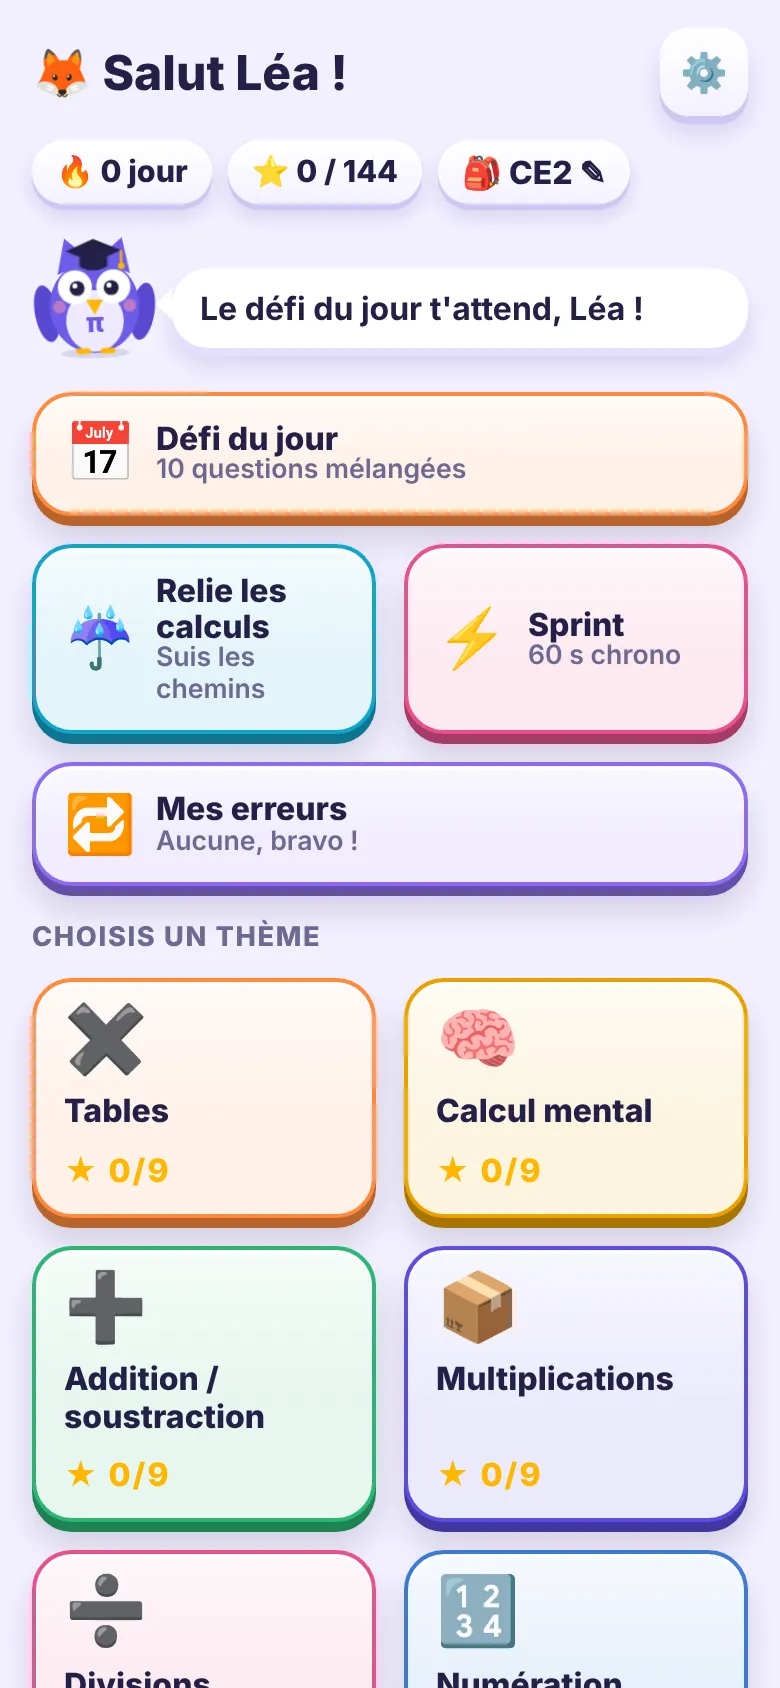 Salut Léa !
0 jour
0 / 144
CE2 ✎
π
Le défi du jour t'attend, Léa !
July
17
Défi du jour
10 questions mélangées
Relie les
calculs
Suis les
chemins
Sprint
60 s chrono
Mes erreurs
Aucune, bravo !
CHOISIS UN THÈME
Tables
★ 0/9
Calcul mental
★ 0/9
Addition /
soustraction
★ 0/9
Multiplications
★ 0/9
1 2
3 4
Divisions
Numération